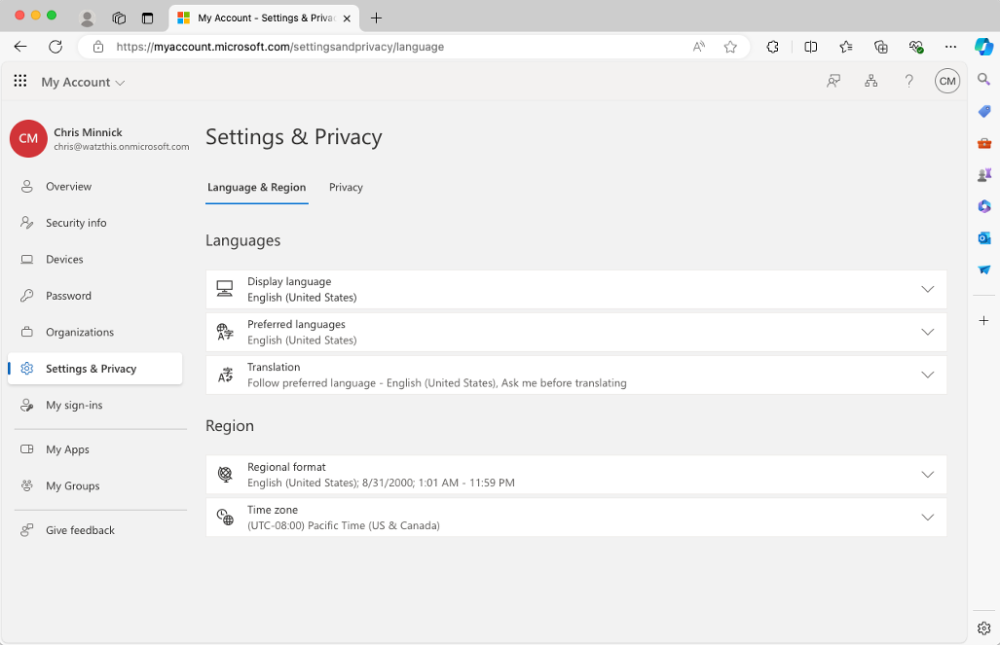 My Account - Settings & Privac
https://myaccount.microsoft.com/settingsandprivacy/language
My Account
?
CM
CM
Chris Minnick
chris@watzthis.onmicrosoft.com
Overview
Security info
Devices
Password
Organizations
Settings & Privacy
My sign-ins
My Apps
My Groups
Give feedback
Settings & Privacy
Language & Region
Privacy
Languages
Display language
English (United States)
Preferred languages
English (United States)
Translation
Follow preferred language - English (United States), Ask me before translating
Region
Regional format
English (United States); 8/31/2000; 1:01 AM - 11:59 PM
Time zone
(UTC-08:00) Pacific Time (US & Canada)